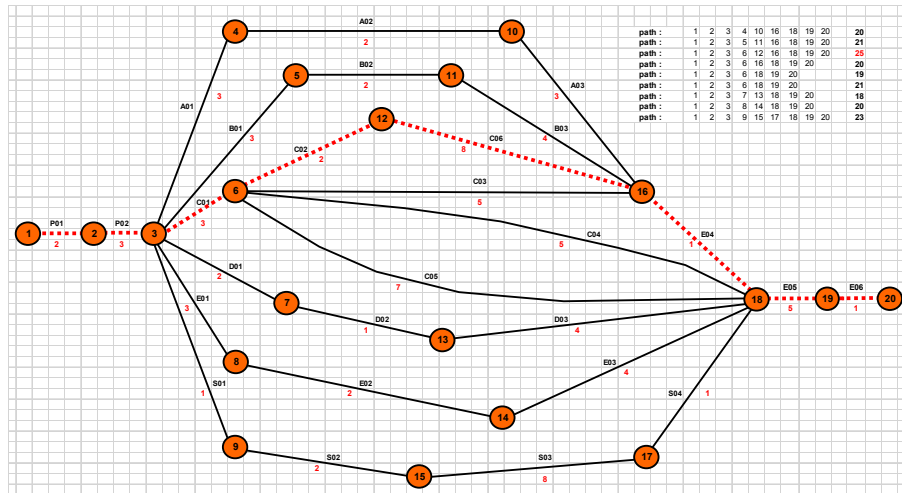 A02
4
10
2
path : 1 2 3 4 10 16 18 19 20 20
path : 1 2 3 5 11 16 18 19 20 21
path : 1 2 3 6 12 16 18 19 20 25
path : 1 2 3 6 16 18 19 20 20
path : 1 2 3 6 18 19 20 19
path : 1 2 3 6 18 19 20 21
path : 1 2 3 7 13 18 19 20 18
path : 1 2 3 8 14 18 19 20 20
path : 1 2 3 9 15 17 18 19 20 23
B02
5
11
2
A01
3
A03
3
12
B01
3
B03
4
C06
8
C02
2
C03
6
16
5
C01
3
P01
P02
1
2
3
2
3
C04
5
E04
1
D01
2
C05
7
E01
3
7
E05
E06
18
19
20
5
1
D02
1
13
D03
4
8
E03
4
S01
1
E02
2
S04
1
14
9
S02
2
15
S03
8
17